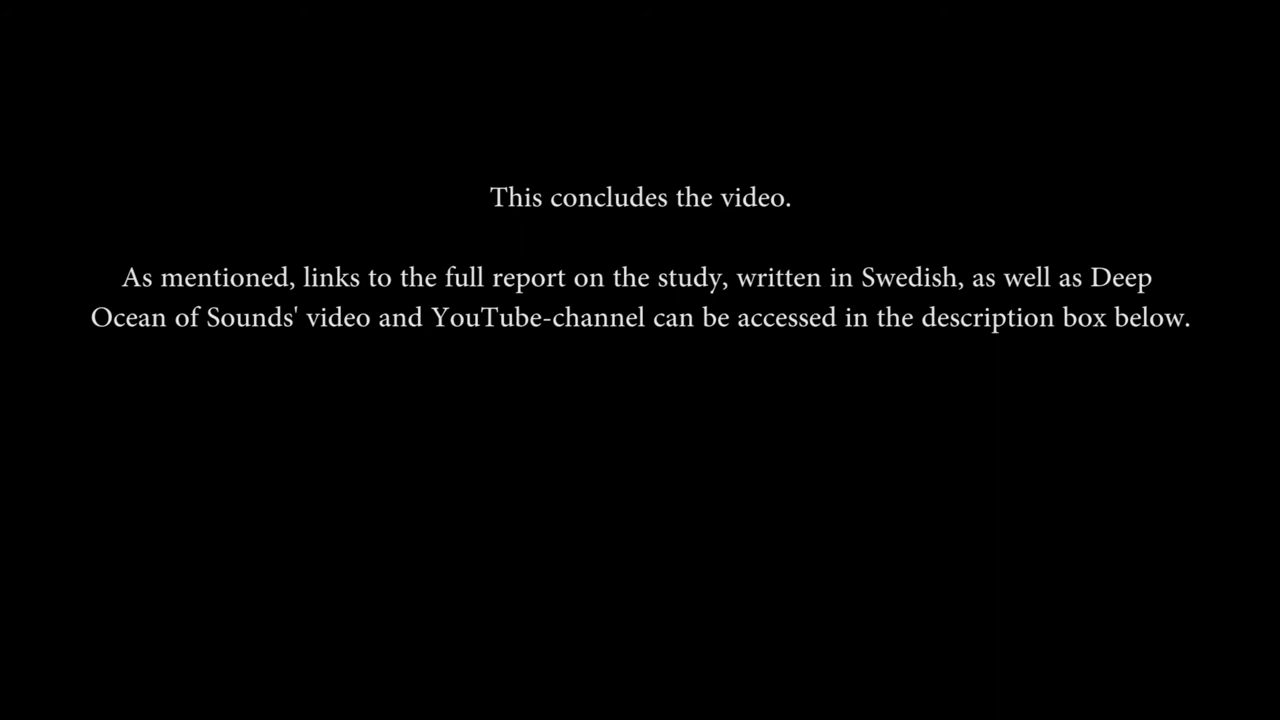 This concludes the video.
As mentioned, links to the full report on the study, written in Swedish, as well as Deep
Ocean of Sounds' video and YouTube-channel can be accessed in the description box below.